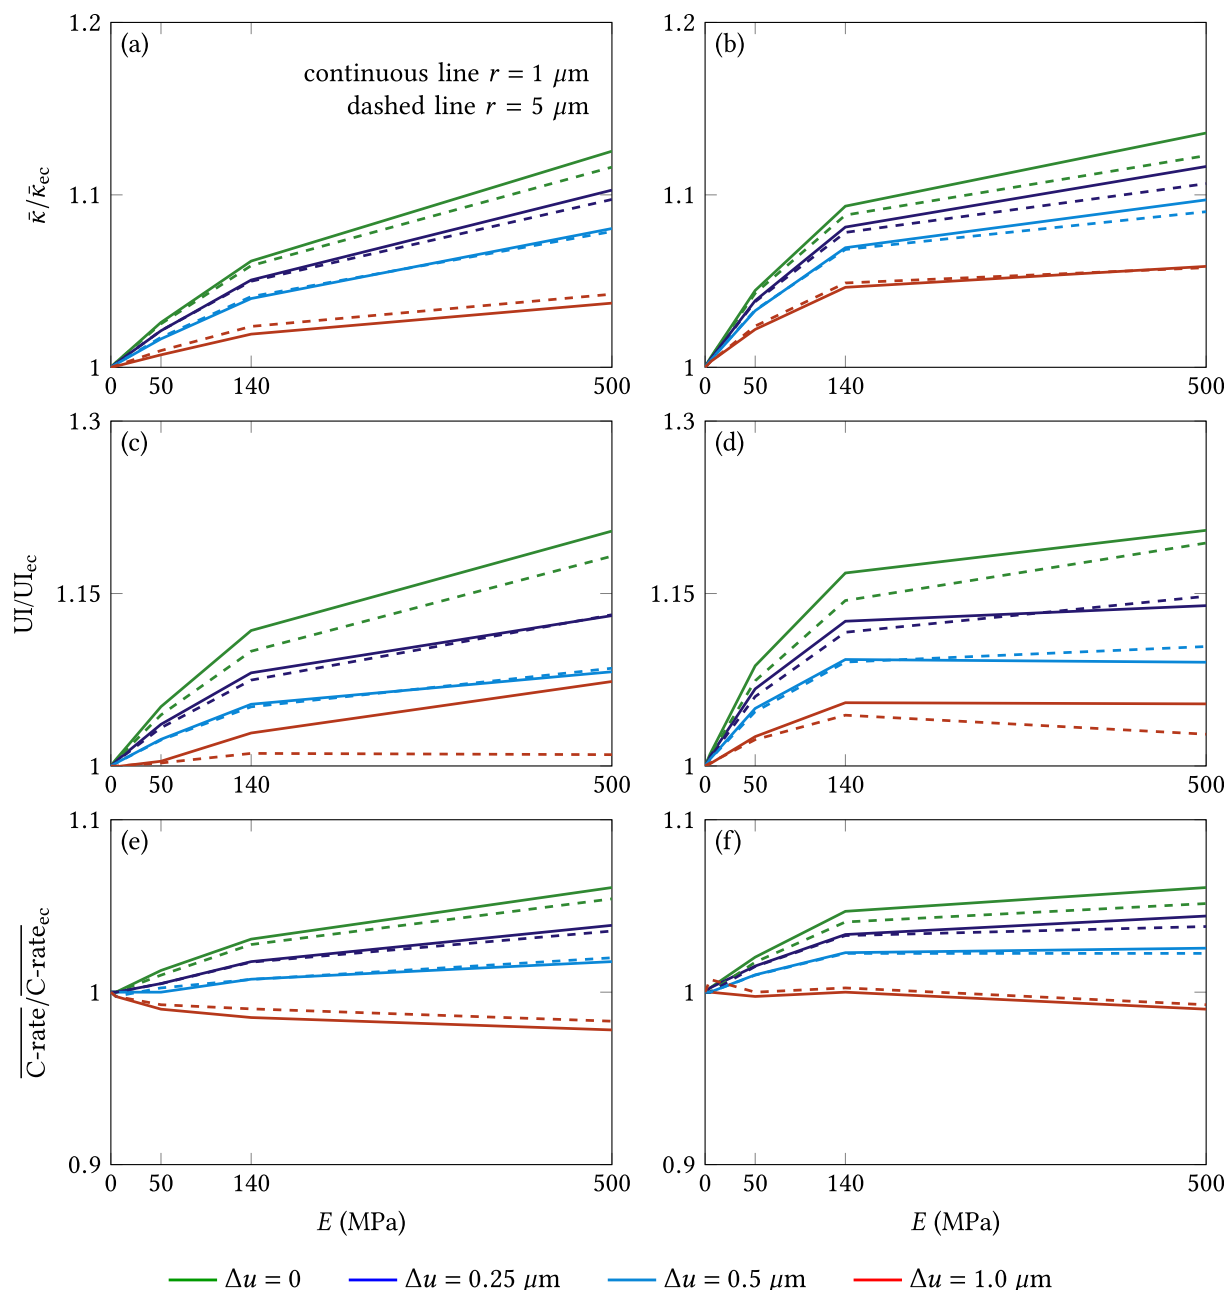 1.2
(a)
continuous line r = 1 μm
dashed line r = 5 μm
1.1
κ̄/κ̄ec
1
0 50 140 500
(b)
1.2
1.1
1
0 50 140 500
1.3
(c)
1.15
UI/UIec
1
0 50 140 500
1.3
(d)
1.15
1
0 50 140 500
1.1
(e)
1
C-rate/C-rateec
0.9
0 50 140 500
E (MPa)
1.1
(f)
1
0.9
0 50 140 500
E (MPa)
Δu = 0 Δu = 0.25 μm Δu = 0.5 μm Δu = 1.0 μm